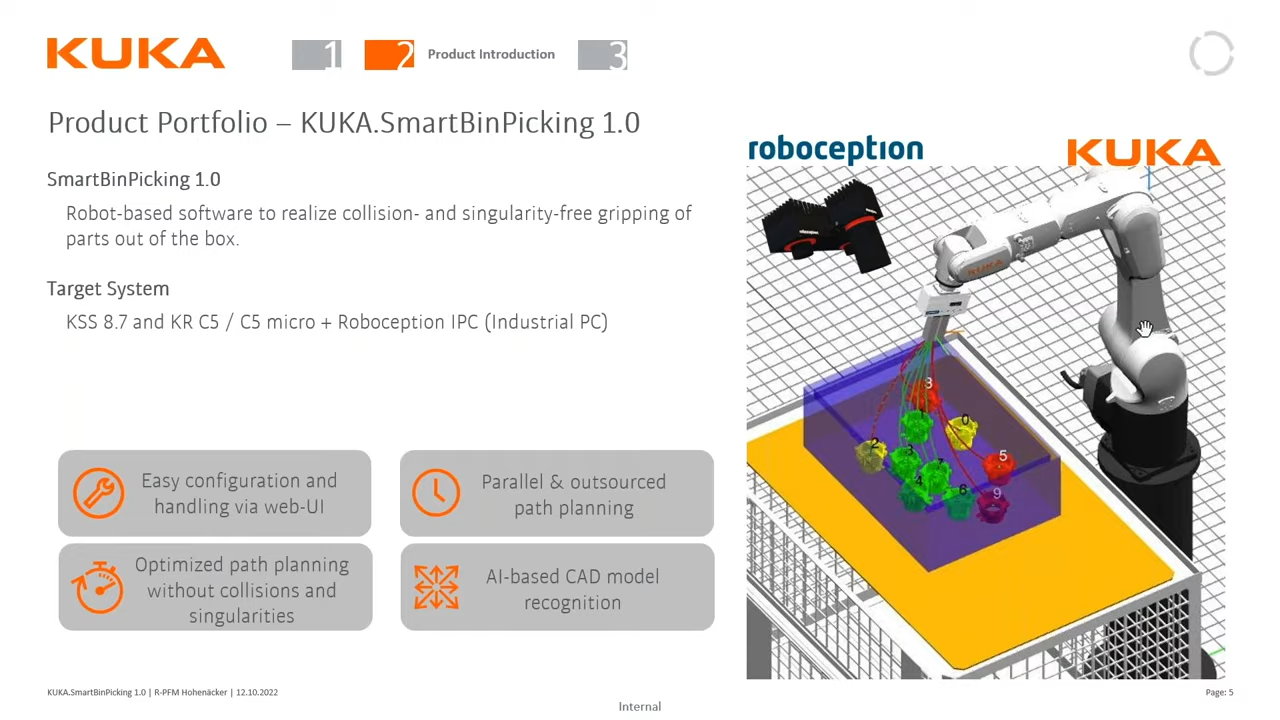 KUKA
1
2
Product Introduction
3
Product Portfolio – KUKA.SmartBinPicking 1.0
SmartBinPicking 1.0
Robot-based software to realize collision- and singularity-free gripping of
parts out of the box.
Target System
KSS 8.7 and KR C5 / C5 micro + Roboception IPC (Industrial PC)
Easy configuration and
handling via web-UI
Parallel & outsourced
path planning
Optimized path planning
without collisions and
singularities
AI-based CAD model
recognition
roboception
KUKA
KUKA
3
1
0
2
3
7
5
4
6
9
KUKA.SmartBinPicking 1.0 | R-PFM Hohenäcker | 12.10.2022
Internal
Page: 5